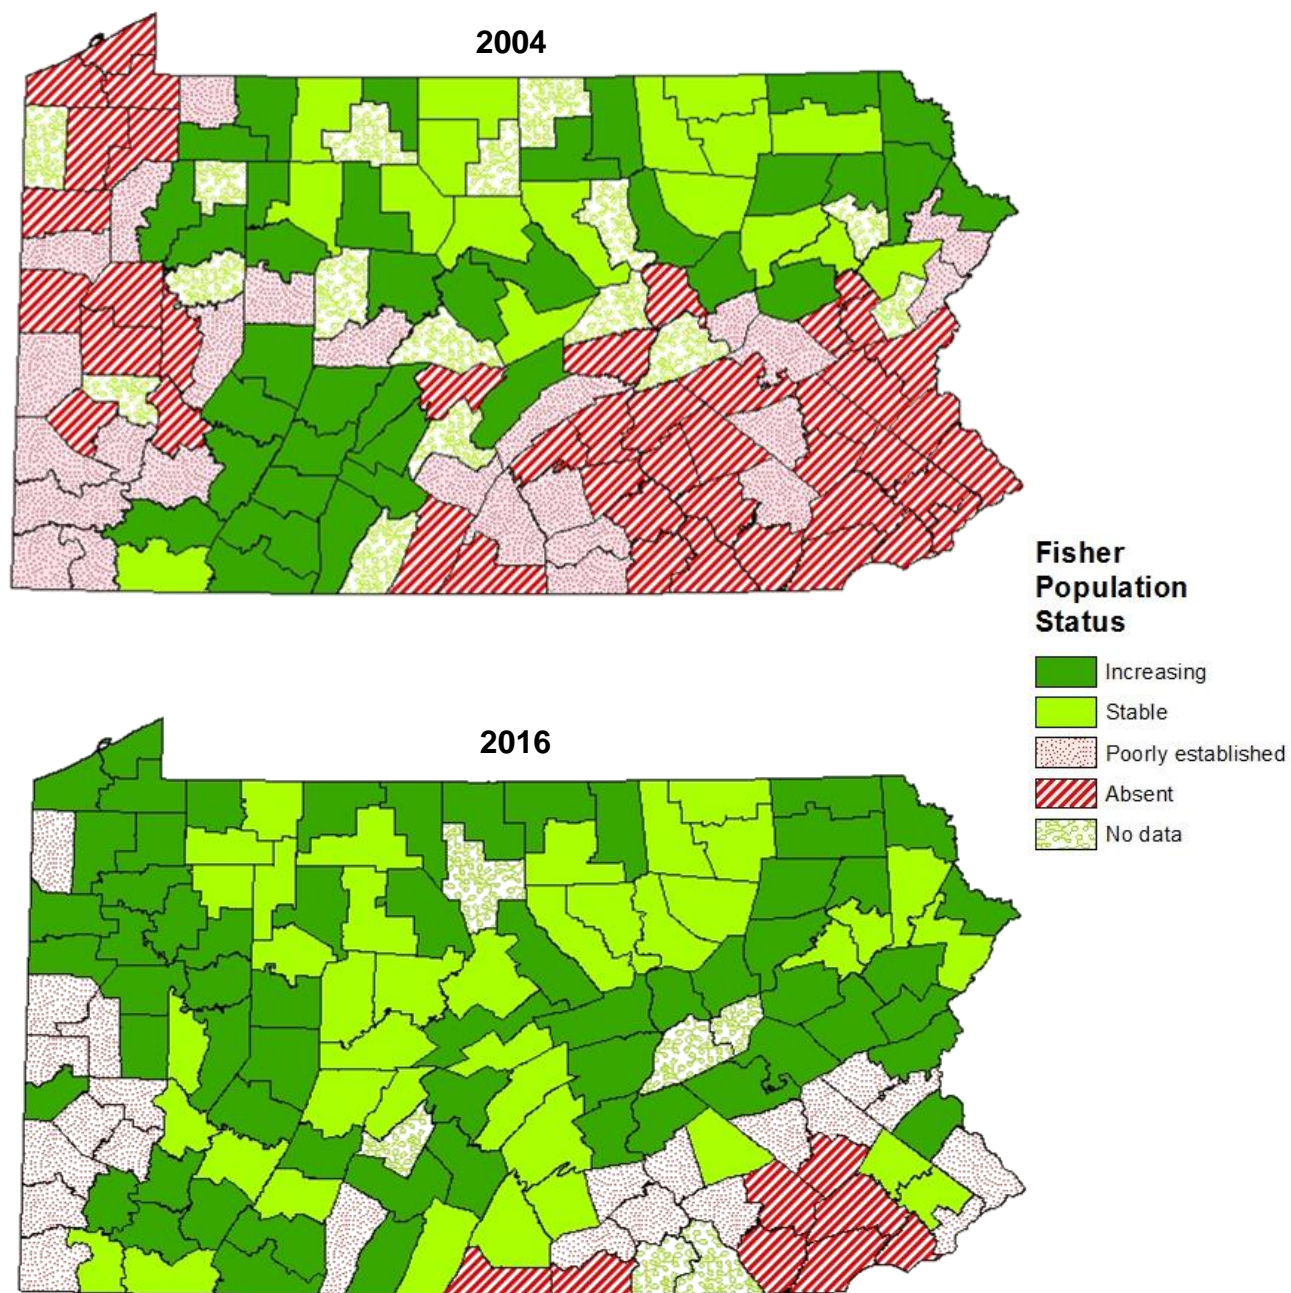 2004
Fisher
Population
Status
Increasing
Stable
Poorly established
Absent
No data
2016